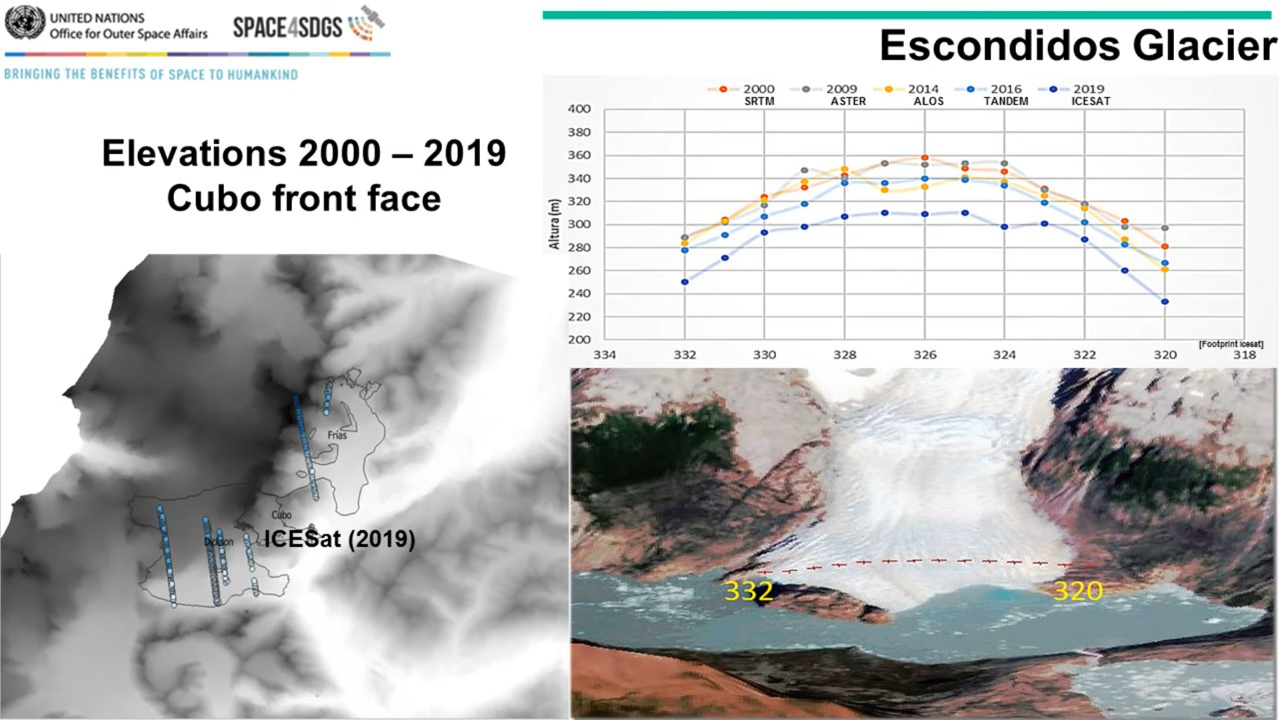 UNITED NATIONS
Office for Outer Space Affairs
SPACE4SDGS
BRINGING THE BENEFITS OF SPACE TO HUMANKIND
Escondidos Glacier
Elevations 2000 – 2019
Cubo front face
2000 2009 2014 2016 2019
SRTM ASTER ALOS TANDEM ICESAT
Altura (m)
400
380
360
340
320
300
280
260
240
220
200
[Footprint Icesat]
334 332 330 328 326 324 322 320 318
Frías
Cubo
ICESat (2019)
332 320